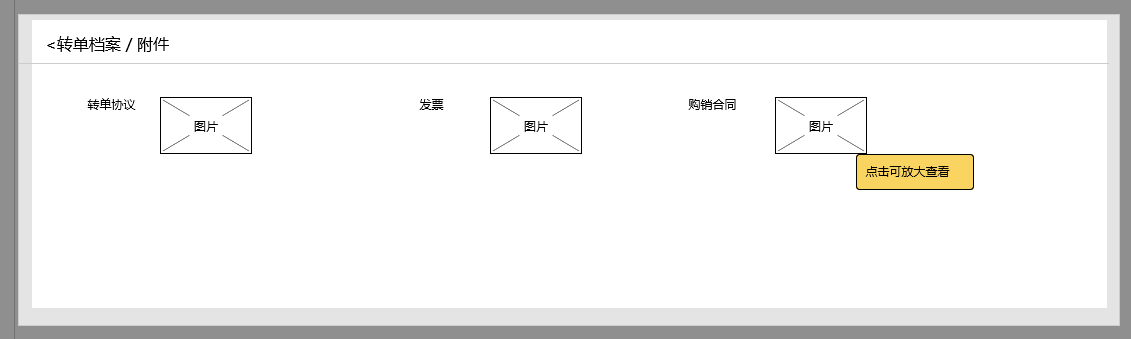 <转单档案 / 附件
转单协议
图片
发票
图片
购销合同
图片
点击可放大查看